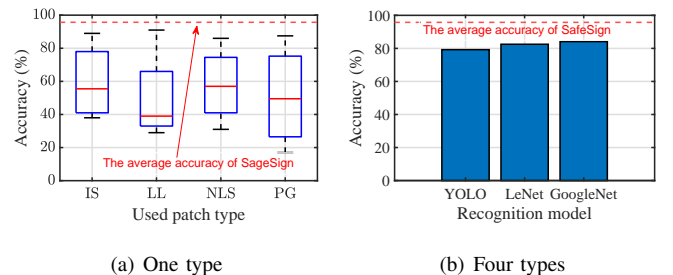 100
80
60
40
20
0
Accuracy (%)
The average accuracy of SageSign
IS LL NLS PG
Used patch type
(a) One type
100
80
60
40
20
0
Accuracy (%)
The average accuracy of SafeSign
YOLO LeNet GoogleNet
Recognition model
(b) Four types